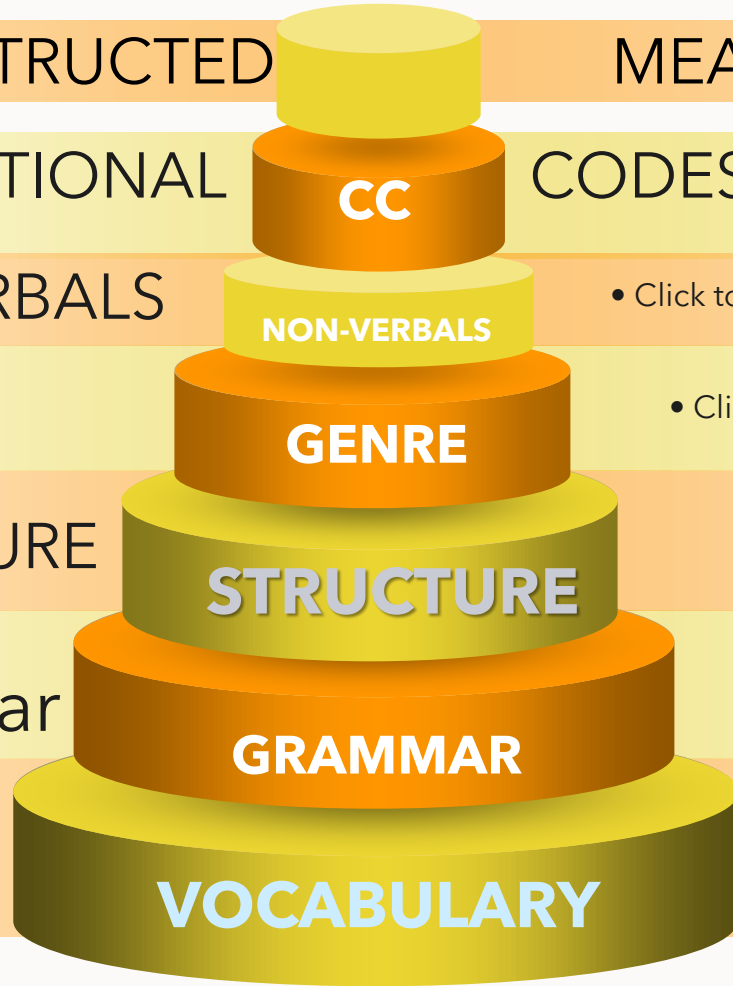 TRUCTED MEA
TIONAL CODES
CC
RBALS • Click to
NON-VERBALS
• Cli
GENRE
URE
STRUCTURE
ar
GRAMMAR
VOCABULARY